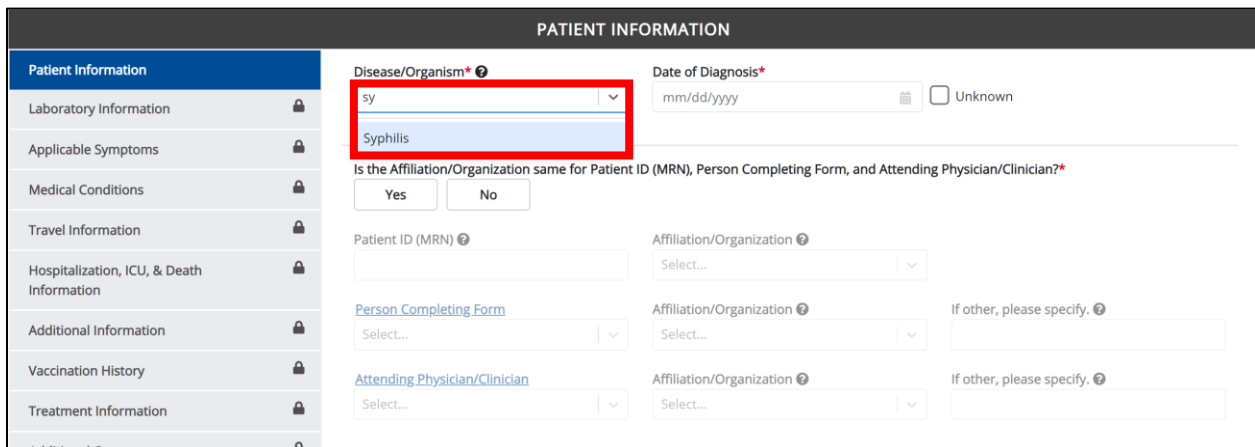 PATIENT INFORMATION
Patient Information
Laboratory Information
Applicable Symptoms
Medical Conditions
Travel Information
Hospitalization, ICU, & Death
Information
Additional Information
Vaccination History
Treatment Information
Disease/Organism*
Date of Diagnosis*
sy
mm/dd/yyyy
Unknown
Syphilis
Is the Affiliation/Organization same for Patient ID (MRN), Person Completing Form, and Attending Physician/Clinician?*
Yes
No
Patient ID (MRN)
Affiliation/Organization
Select...
Person Completing Form
Affiliation/Organization
If other, please specify.
Select...
Select...
Attending Physician/Clinician
Affiliation/Organization
If other, please specify.
Select...
Select...